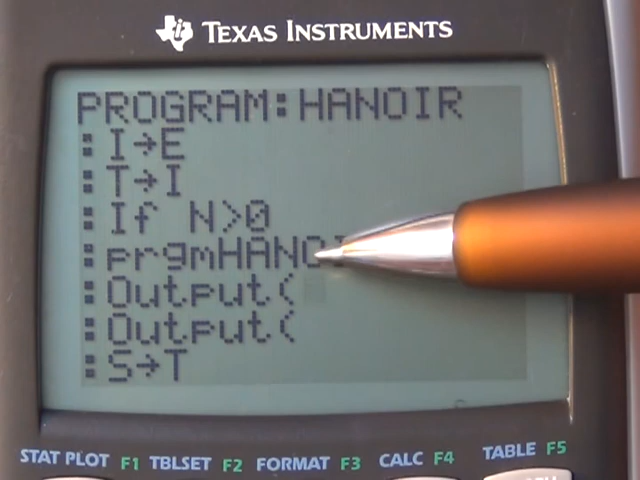 TEXAS INSTRUMENTS
PROGRAM:HANOIR
:I→E
:T→I
:If N>0
:prgmHANOI
:Output(
:Output(
:S→T
STAT PLOT F1 TBLSET F2 FORMAT F3 CALC F4 TABLE F5